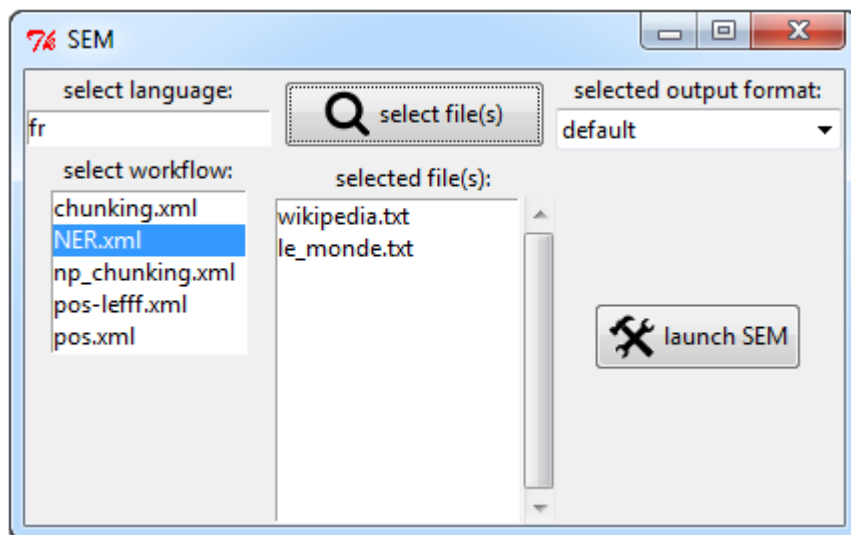 SEM
select language:
fr
select file(s)
selected output format:
default
select workflow:
chunking.xml
NER.xml
np_chunking.xml
pos-lefff.xml
pos.xml
selected file(s):
wikipedia.txt
le_monde.txt
launch SEM